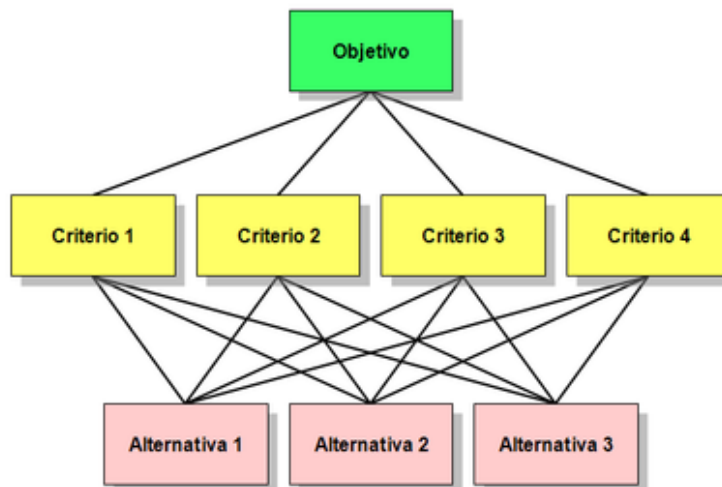 Objetivo
Criterio 1
Criterio 2
Criterio 3
Criterio 4
Alternativa 1
Alternativa 2
Alternativa 3